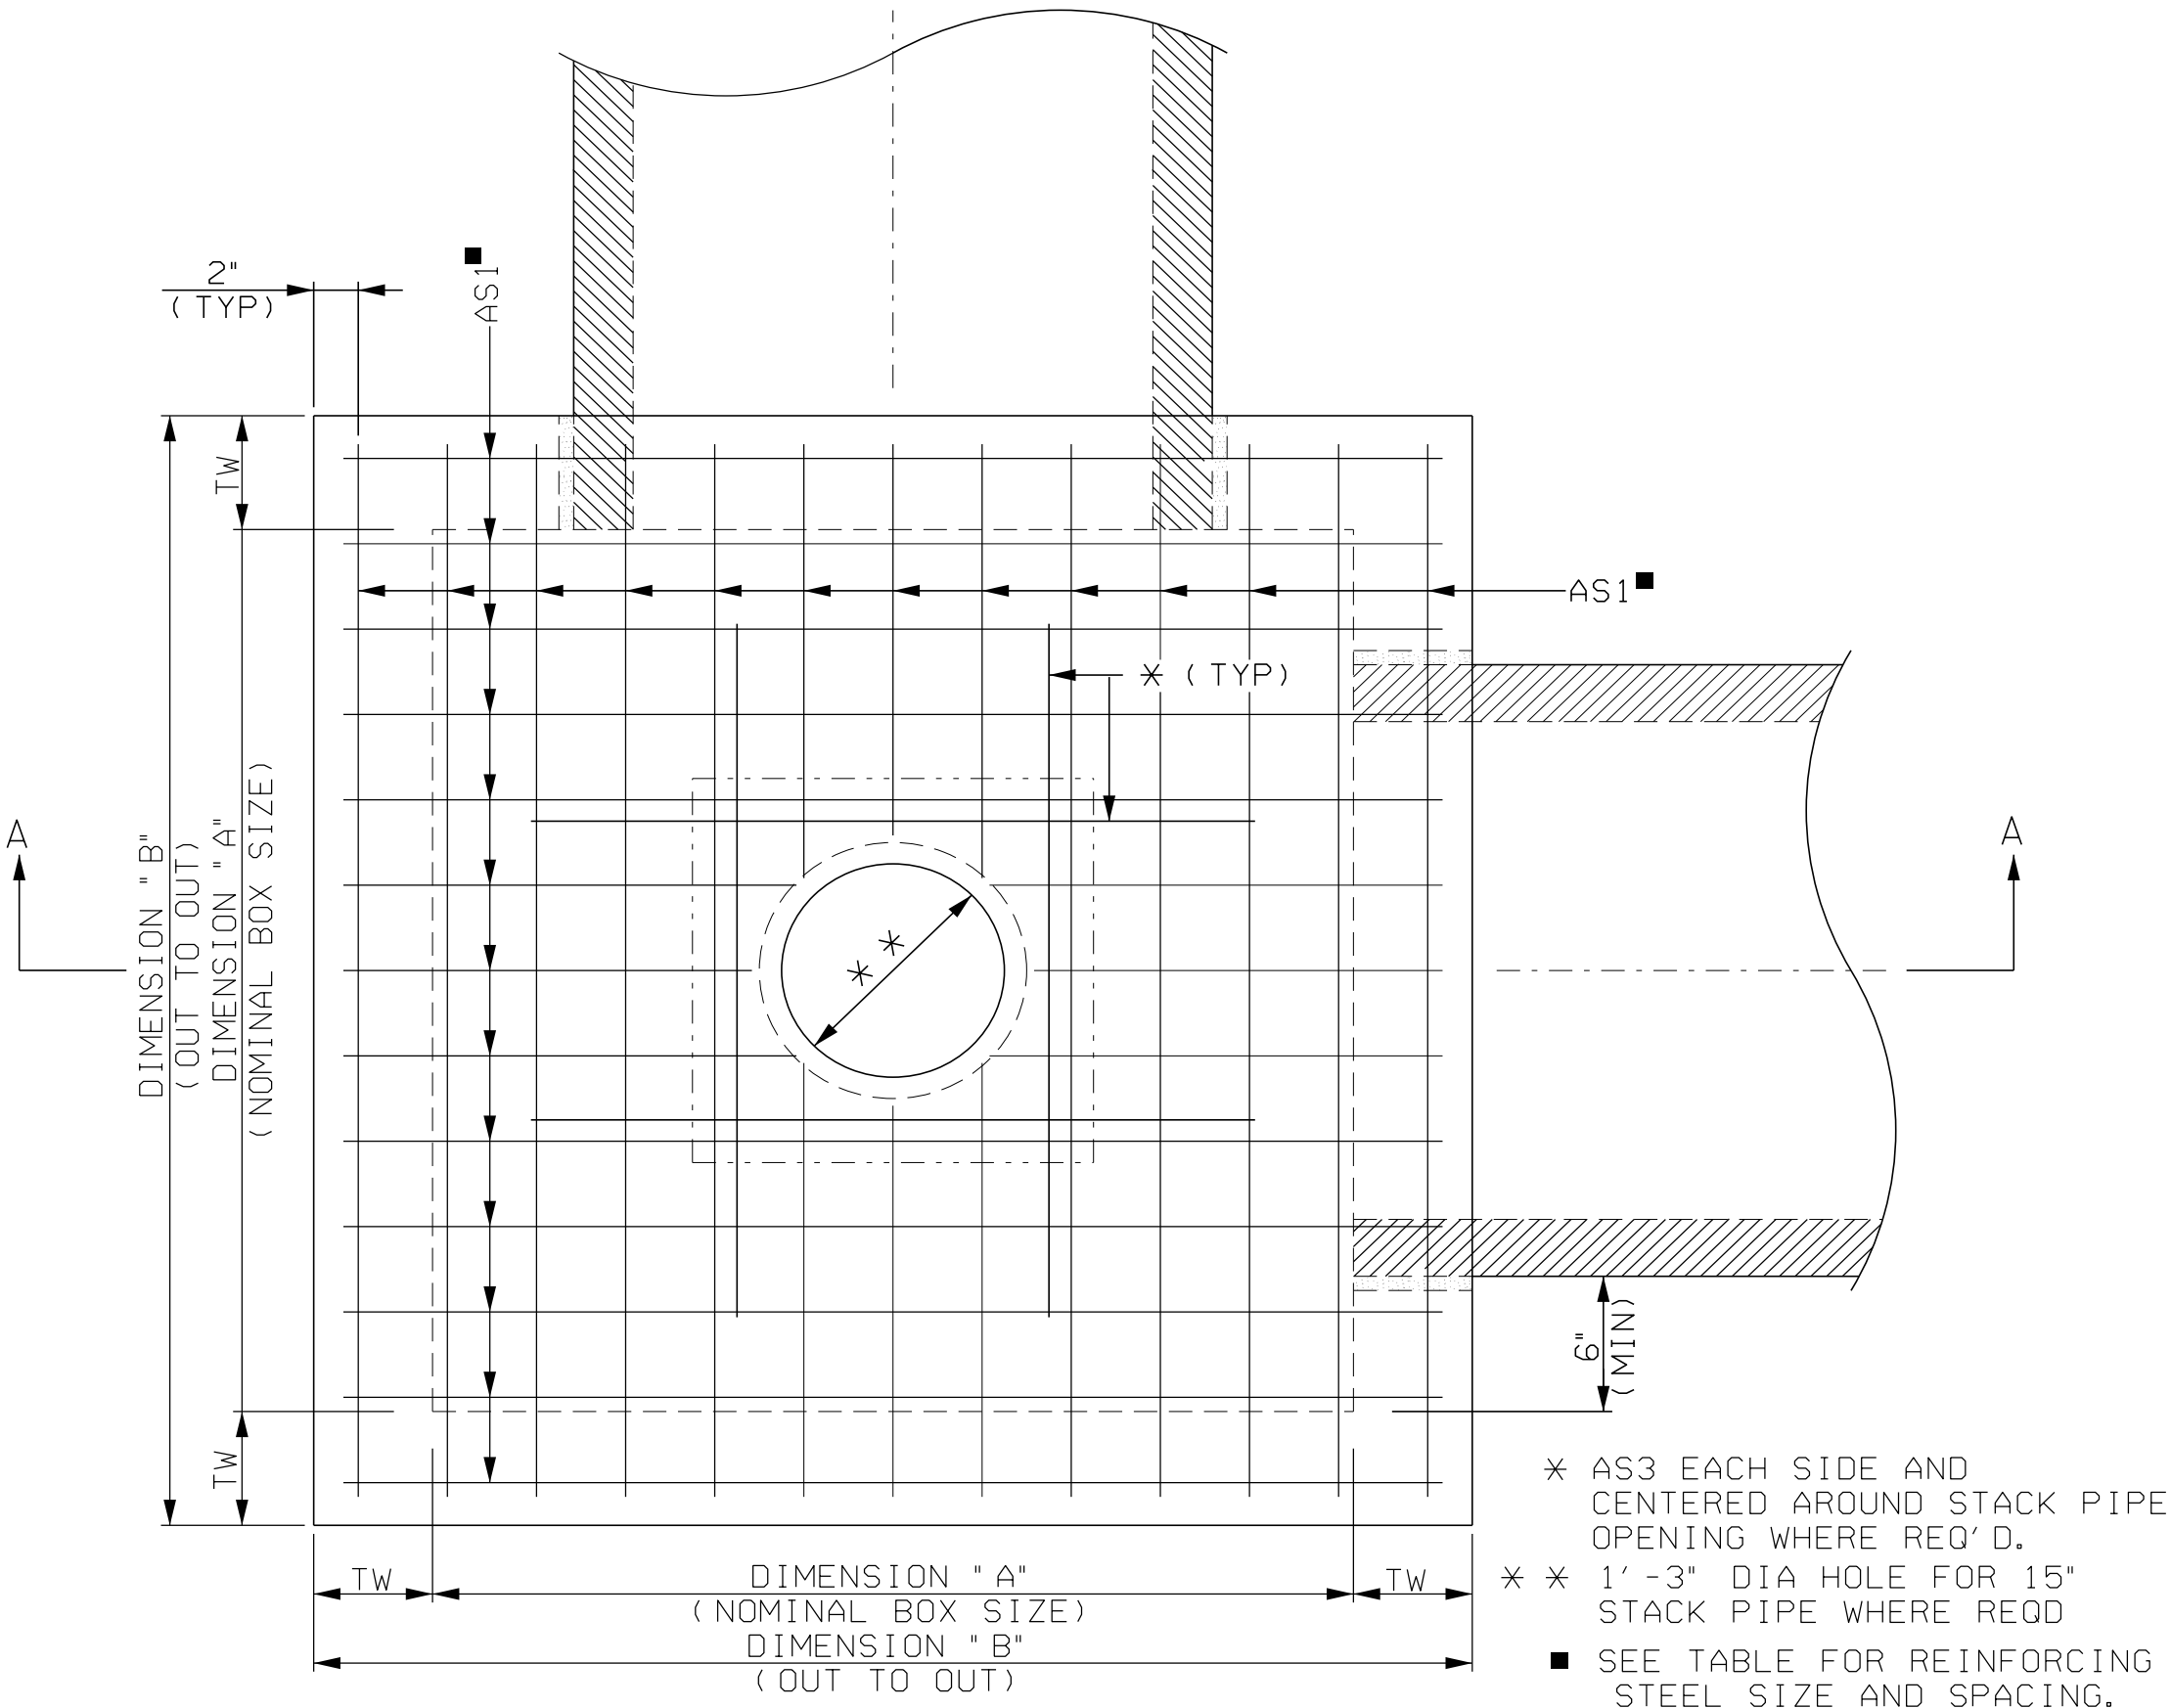 2"
( TYP)
AS1■
TW
AS1■
* ( TYP)
A
A
DIMENSION "B"
( OUT TO OUT)
DIMENSION "A"
(NOMINAL BOX SIZE)
* *
6"
(MIN)
TW
TW
DIMENSION "A"
( NOMINAL BOX SIZE)
TW
DIMENSION "B"
( OUT TO OUT)
* AS3 EACH SIDE AND
CENTERED AROUND STACK PIPE
OPENING WHERE REQ'D.
* * 1'-3" DIA HOLE FOR 15"
STACK PIPE WHERE REQD
■ SEE TABLE FOR REINFORCING
STEEL SIZE AND SPACING.